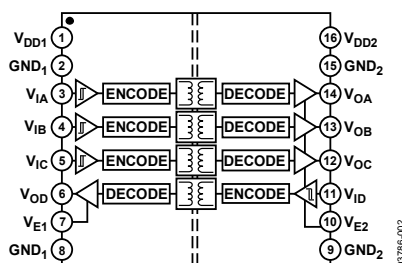 VDD1 1 16 VDD2
GND1 2 15 GND2
VIA 3 ENCODE DECODE 14 VOA
VIB 4 ENCODE DECODE 13 VOB
VIC 5 ENCODE DECODE 12 VOC
VOD 6 DECODE ENCODE 11 VID
VE1 7 10 VE2
GND1 8 9 GND2
03786-002